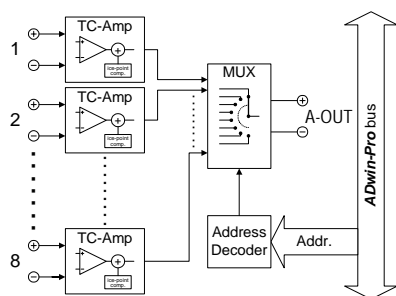 TC-Amp
1
ice-point
comp.
MUX
TC-Amp
2
ice-point
comp.
A-OUT
ADwin-Pro bus
TC-Amp
8
ice-point
comp.
Address
Decoder
Addr.